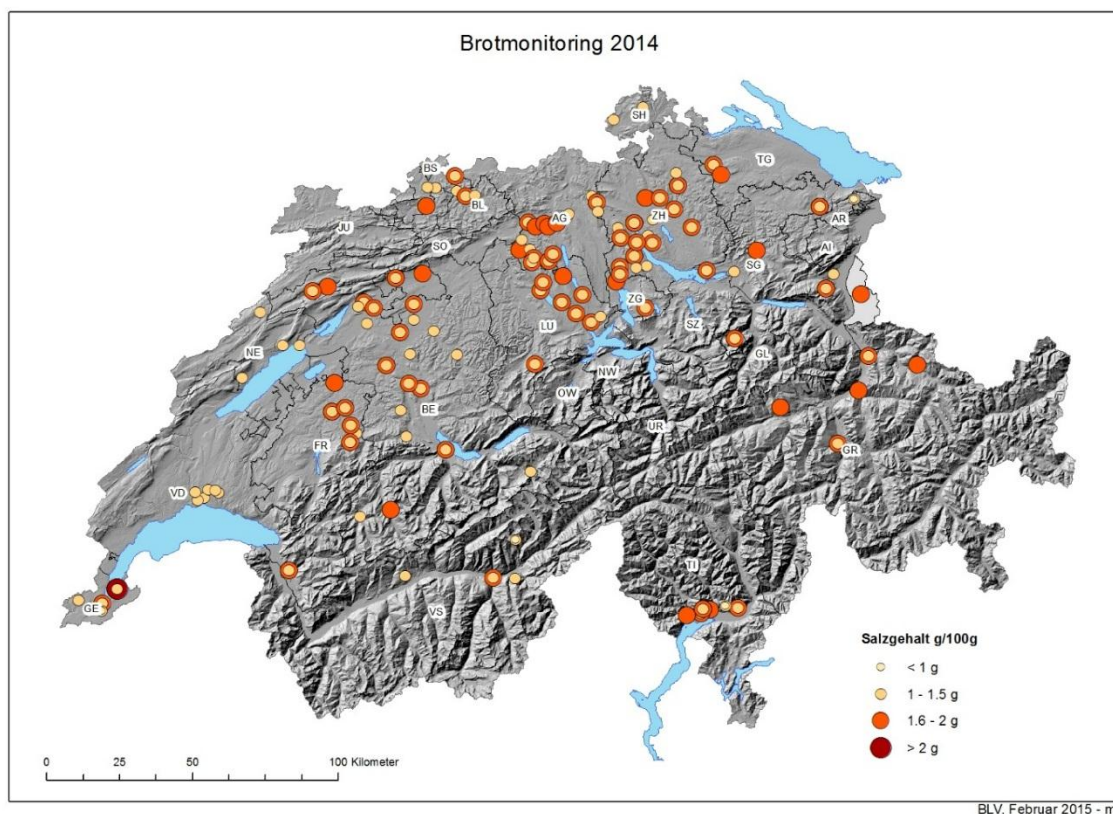 Brotmonitoring 2014
SH
BS
TG
BL
AG
ZH
AR
JU
SO
AI
SG
ZG
LU
SZ
NE
GL
NW
BE
OW
UR
FR
GR
VD
TI
GE
VS
Salzgehalt g/100g
< 1 g
1 - 1.5 g
1.6 - 2 g
> 2 g
0 25 50 100 Kilometer
BLV, Februar 2015 - m